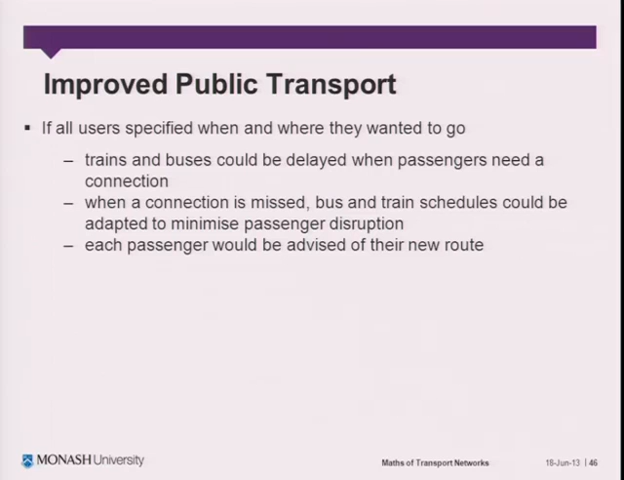 Improved Public Transport
▪ If all users specified when and where they wanted to go
– trains and buses could be delayed when passengers need a
connection
– when a connection is missed, bus and train schedules could be
adapted to minimise passenger disruption
– each passenger would be advised of their new route
MONASH University
Maths of Transport Networks
18-Jun-13 | 46